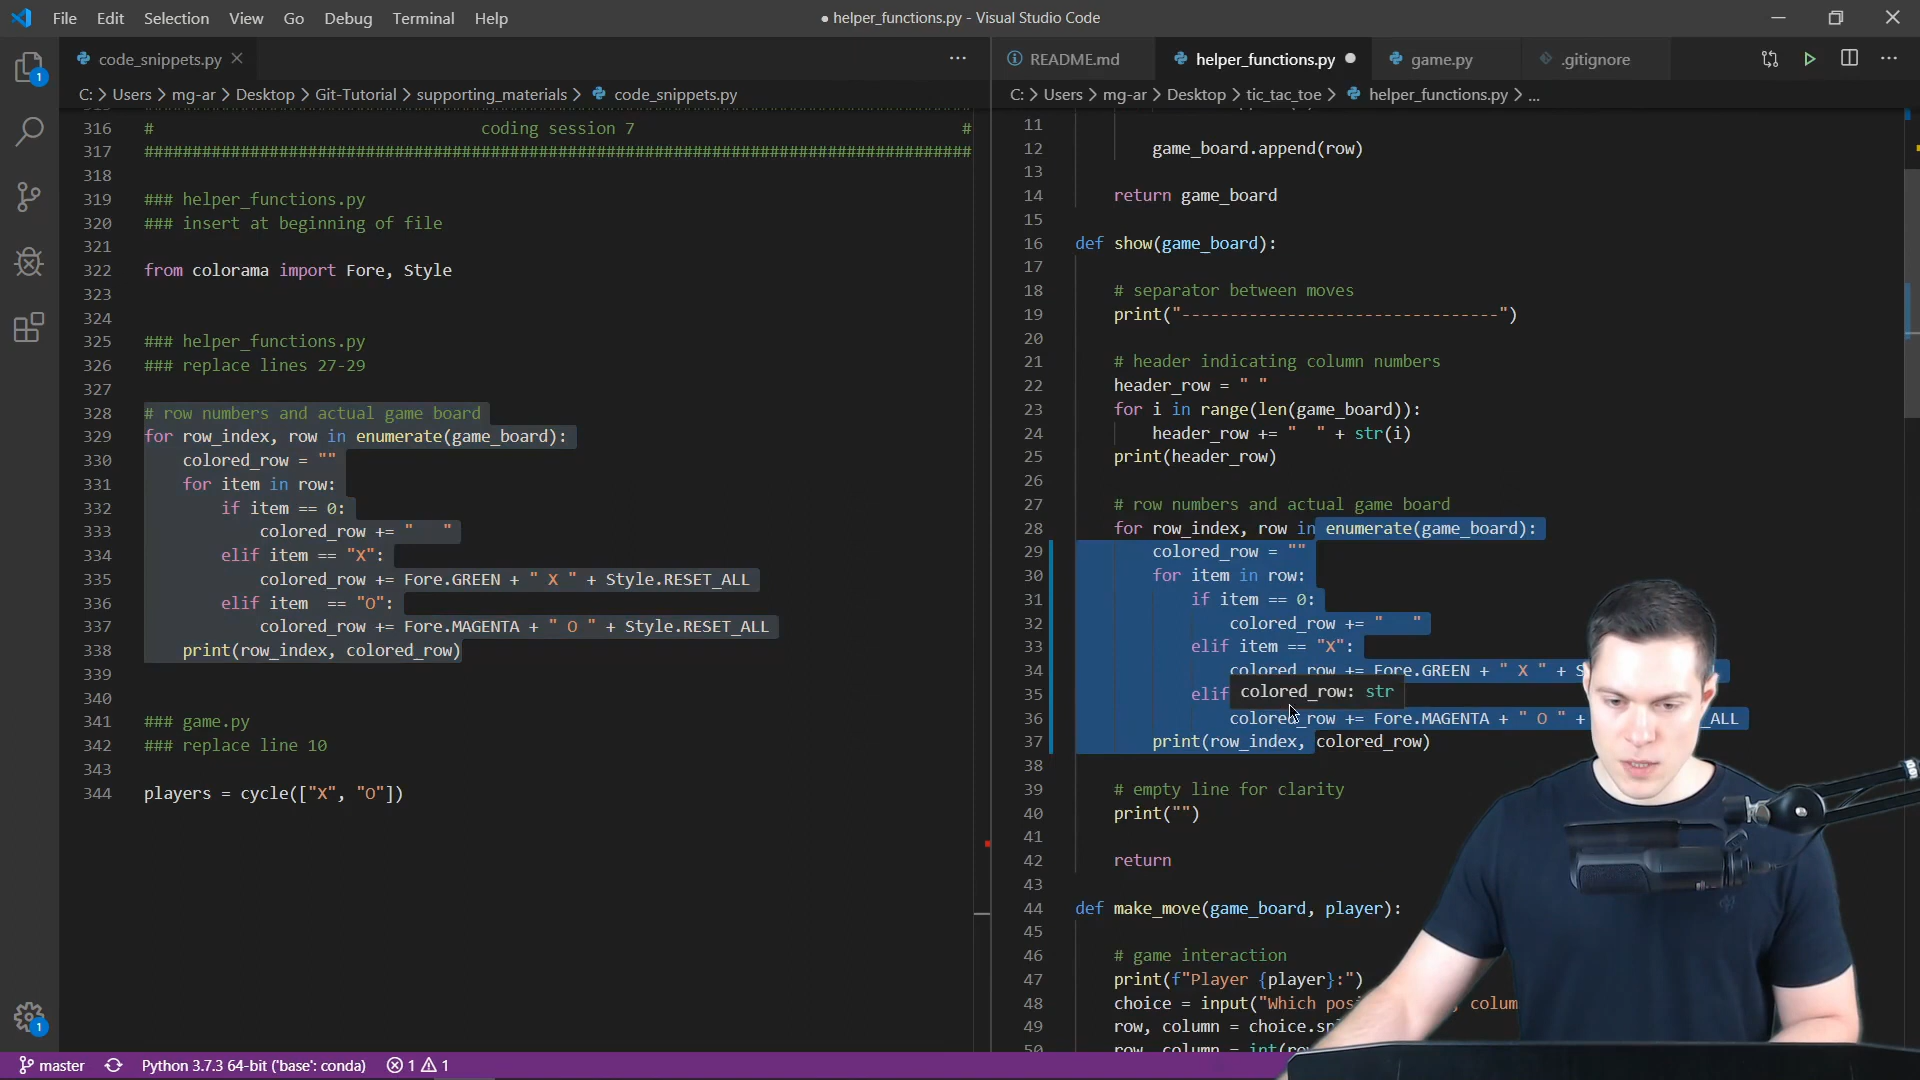 File Edit Selection View Go Debug Terminal Help
● helper_functions.py - Visual Studio Code
code_snippets.py
README.md
helper_functions.py
game.py
.gitignore
C: > Users > mg-ar > Desktop > Git-Tutorial > supporting_materials > code_snippets.py
C: > Users > mg-ar > Desktop > tic_tac_toe > helper_functions.py > ...
316 # coding session 7 #
317 ######################################################################################
318
319 ### helper_functions.py
320 ### insert at beginning of file
321
322 from colorama import Fore, Style
323
324
325 ### helper_functions.py
326 ### replace lines 27-29
327
328 # row numbers and actual game board
329 for row_index, row in enumerate(game_board):
330 colored_row = ""
331 for item in row:
332 if item == 0:
333 colored_row += "   "
334 elif item == "X":
335 colored_row += Fore.GREEN + " X " + Style.RESET_ALL
336 elif item  == "O":
337 colored_row += Fore.MAGENTA + " O " + Style.RESET_ALL
338 print(row_index, colored_row)
339
340
341 ### game.py
342 ### replace line 10
343
344 players = cycle(["X", "O"])
11
12 game_board.append(row)
13
14 return game_board
15
16 def show(game_board):
17
18 # separator between moves
19 print("---------------------------------")
20
21 # header indicating column numbers
22 header_row = " "
23 for i in range(len(game_board)):
24 header_row += "  " + str(i)
25 print(header_row)
26
27 # row numbers and actual game board
28 for row_index, row in enumerate(game_board):
29 colored_row = ""
30 for item in row:
31 if item == 0:
32 colored_row += "   "
33 elif item == "X":
34 colored_row += Fore.GREEN + " X " + S
35 elif
colored_row: str
36 colored_row += Fore.MAGENTA + " O " + _ALL
37 print(row_index, colored_row)
38
39 # empty line for clarity
40 print("")
41
42 return
43
44 def make_move(game_board, player):
45
46 # game interaction
47 print(f"Player {player}:")
48 choice = input("Which posi colum
49 row, column = choice.spl
50 row, column = int(row
1
1
master Python 3.7.3 64-bit ('base': conda) 1 1